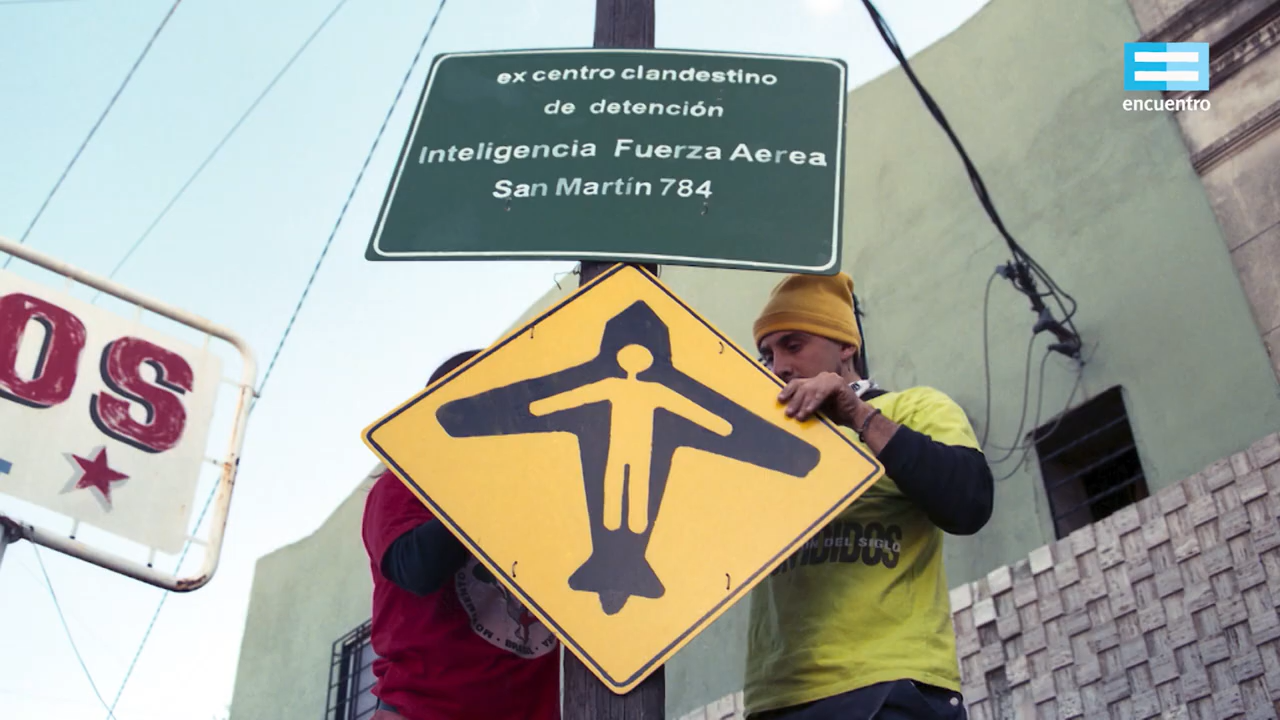 ex centro clandestino
de detención
Inteligencia Fuerza Aerea
San Martín 784
encuentro
OS
DEL SIGLO